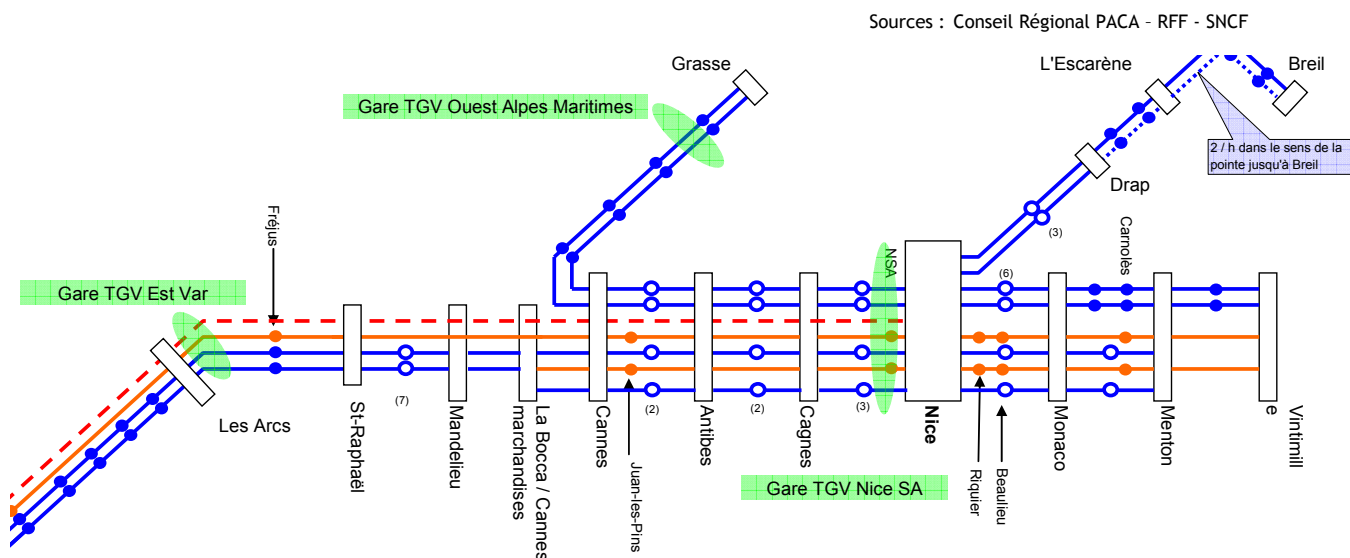 Sources : Conseil Régional PACA – RFF - SNCF
Grasse
L'Escarène
Breil
Gare TGV Ouest Alpes Maritimes
2 / h dans le sens de la
pointe jusqu'à Breil
Drap
(3)
Fréjus
Carnolès
NSA
(6)
Gare TGV Est Var
Les Arcs
(7)
(2)
(2)
(3)
St-Raphaël
Mandelieu
La Bocca / Cannes
marchandises
Cannes
Juan-les-Pins
Antibes
Cagnes
Nice
Riquier
Beaulieu
Monaco
Menton
Vintimill
e
Gare TGV Nice SA